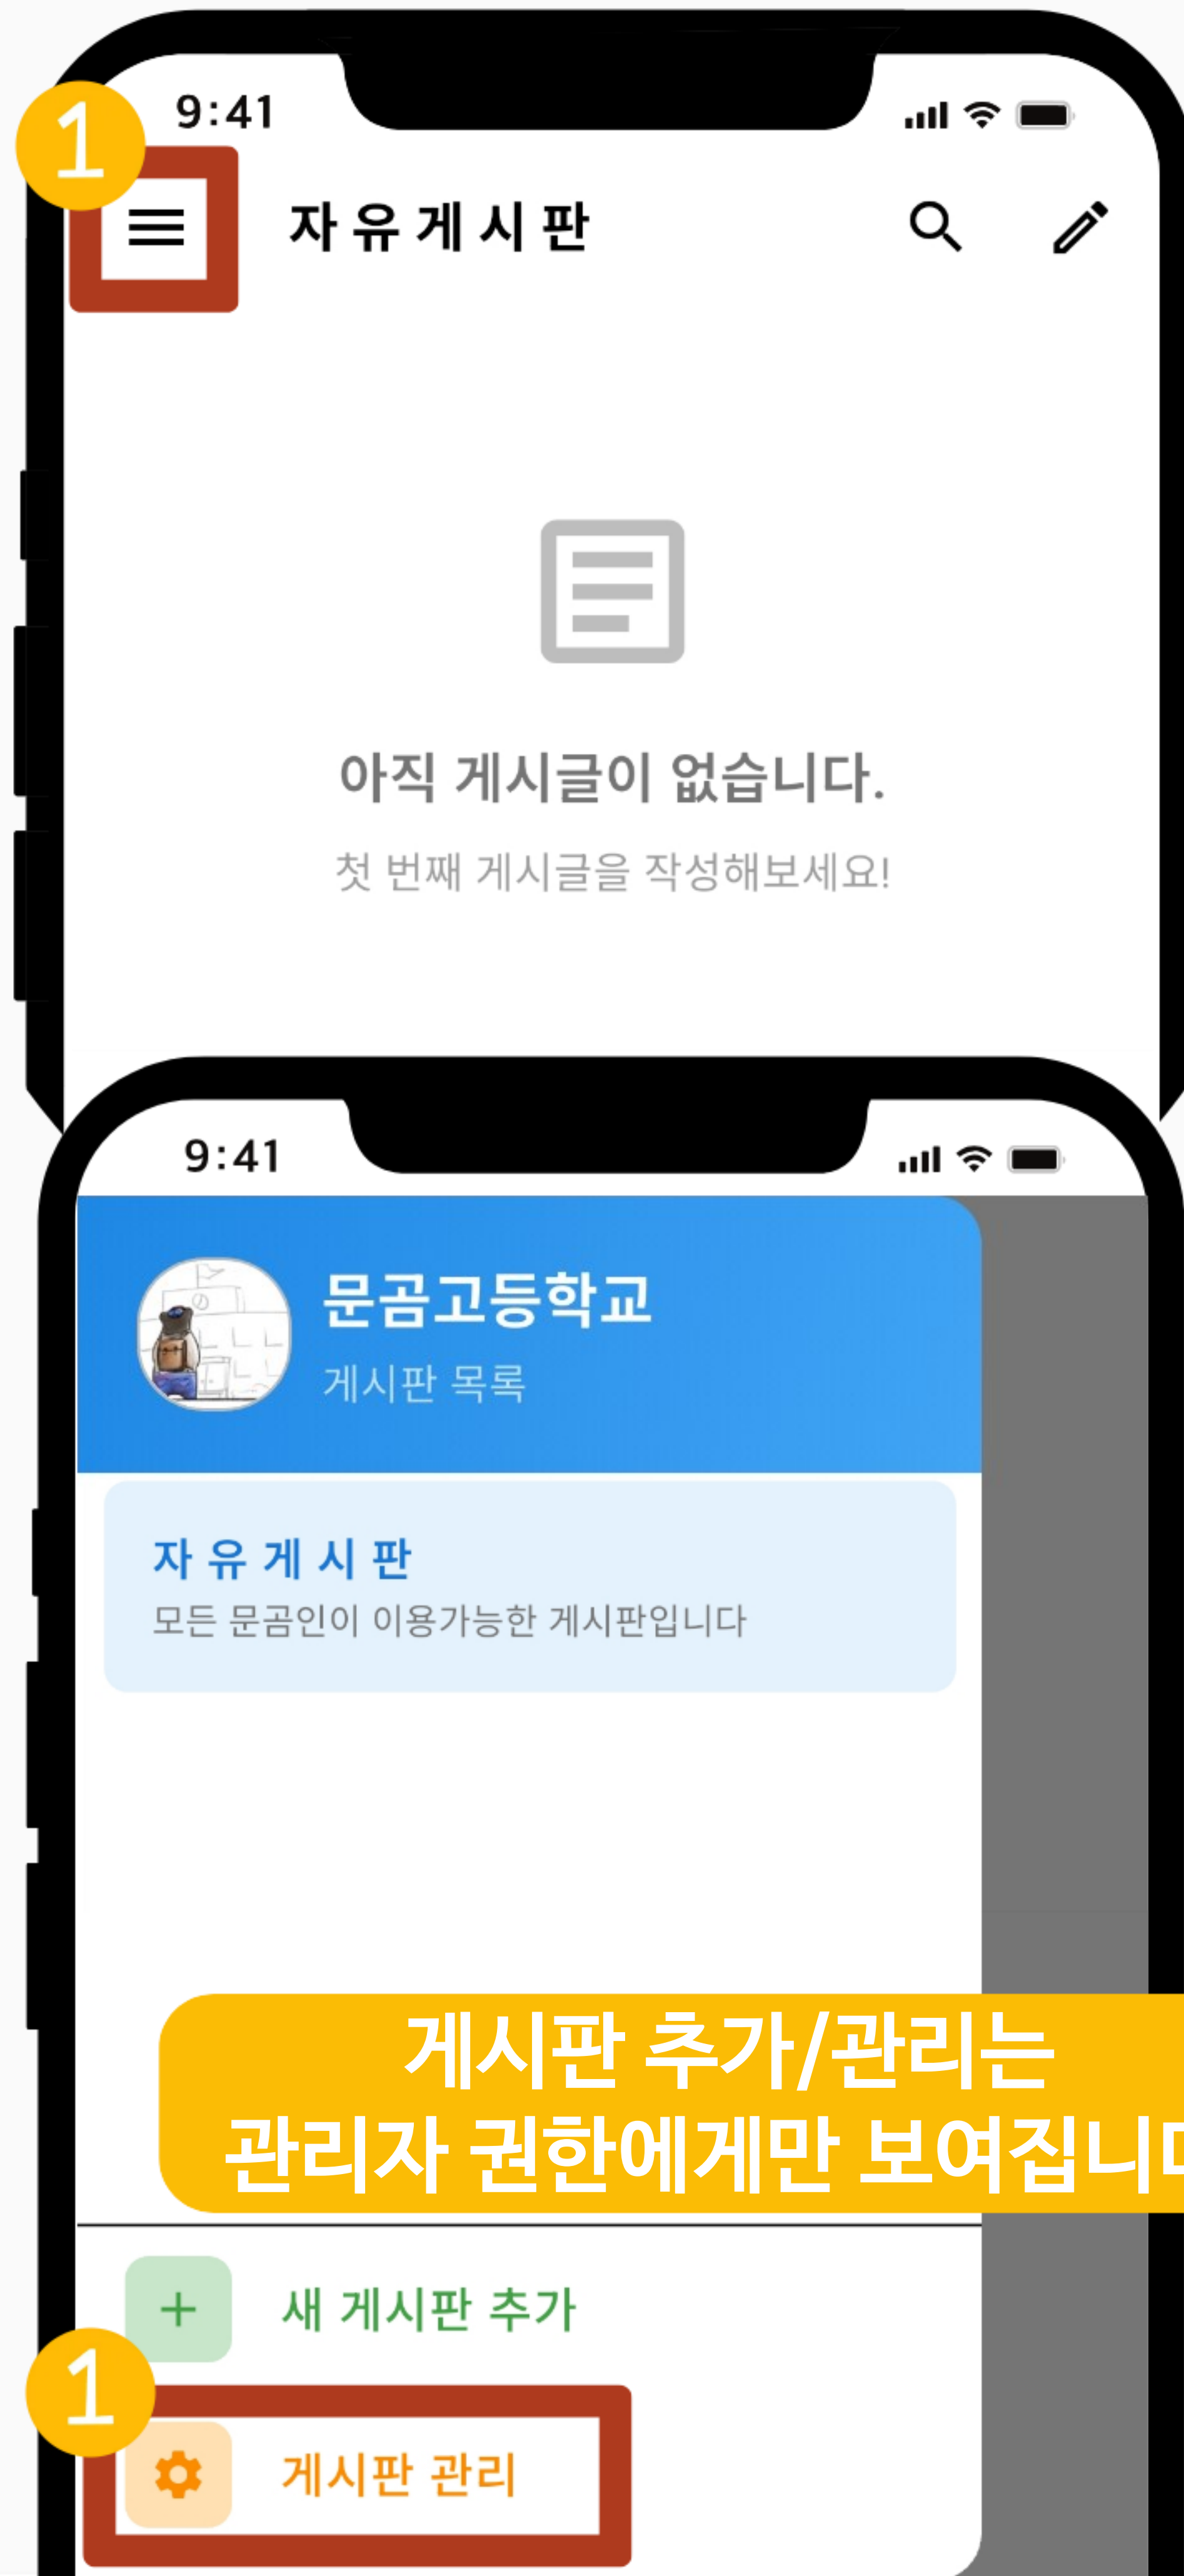 9:41
1
자유게시판
아직 게시글이 없습니다.
첫 번째 게시글을 작성해보세요!
9:41
문곰고등학교
게시판 목록
자유게시판
모든 문곰인이 이용가능한 게시판입니다
게시판 추가/관리는
관리자 권한에게만 보여집니다
새 게시판 추가
1
게시판 관리